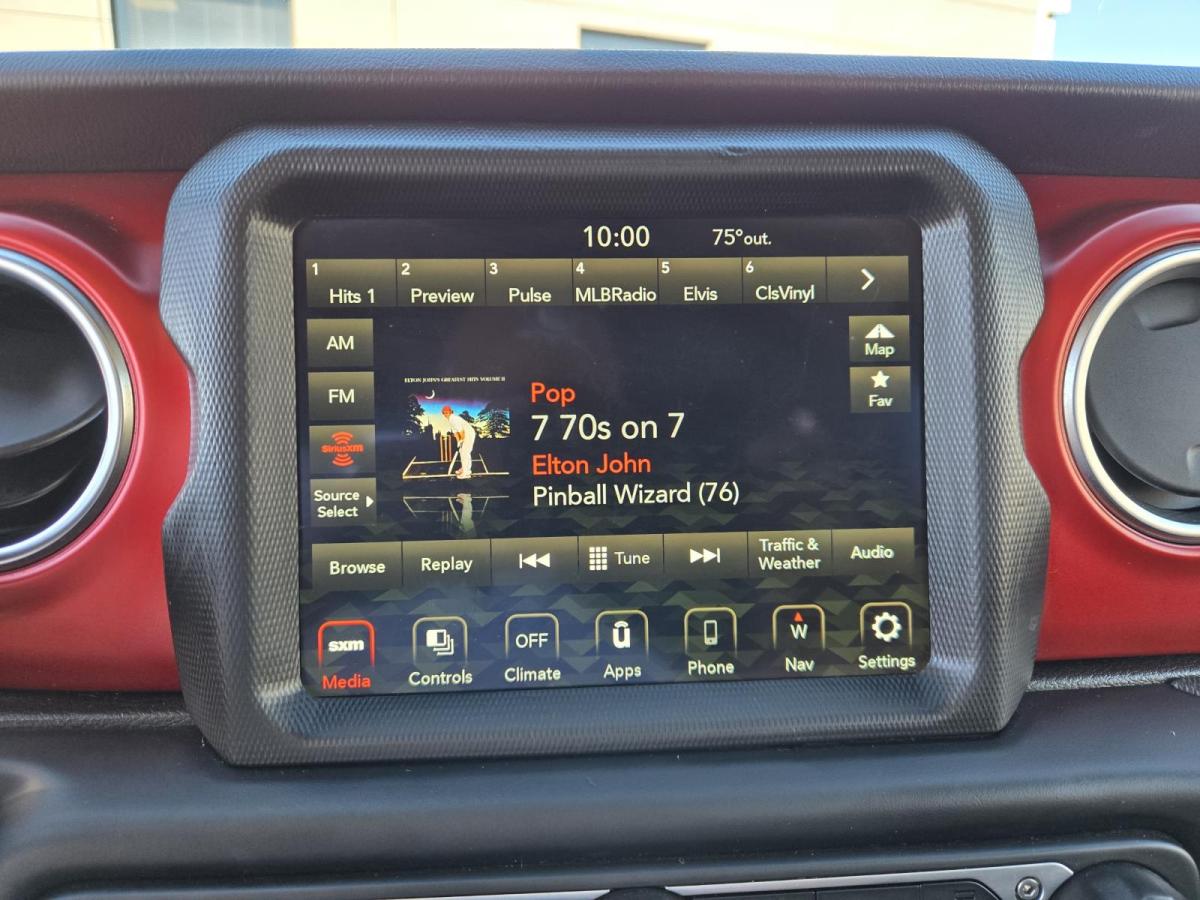 10:00 75°out.
1 Hits 1
2 Preview
3 Pulse
4 MLBRadio
5 Elvis
6 ClsVinyl
AM
FM
SiriusXM
Source
Select
Map
Fav
ELTON JOHN'S GREATEST HITS VOLUME II
Pop
7 70s on 7
Elton John
Pinball Wizard (76)
Browse
Replay
Tune
Traffic &
Weather
Audio
sxm
Media
Controls
OFF
Climate
u
Apps
Phone
W
Nav
Settings